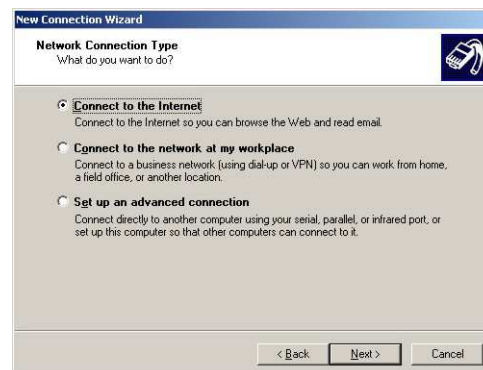 New Connection Wizard
Network Connection Type
What do you want to do?
Connect to the Internet
Connect to the Internet so you can browse the Web and read email.
Connect to the network at my workplace
Connect to a business network (using dial-up or VPN) so you can work from home,
a field office, or another location.
Set up an advanced connection
Connect directly to another computer using your serial, parallel, or infrared port, or
set up this computer so that other computers can connect to it.
< Back
Next >
Cancel